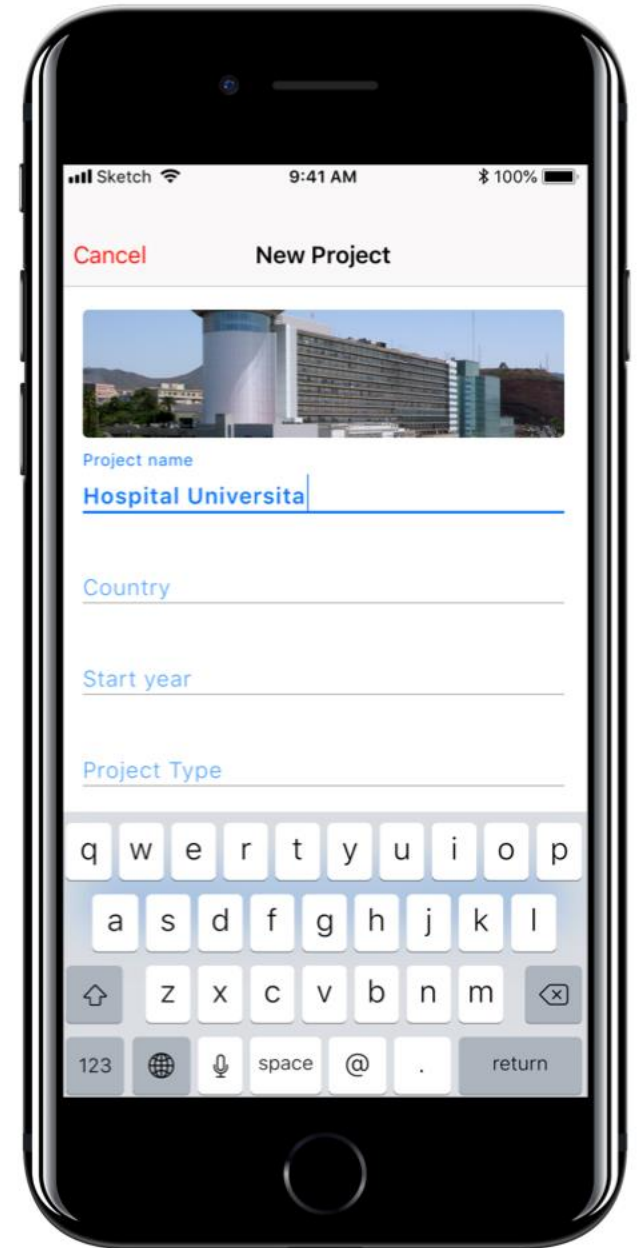 Sketch 9:41 AM 100%
Cancel New Project
Project name
Hospital Universita
Country
Start year
Project Type
q w e r t y u i o p
a s d f g h j k l
z x c v b n m
123 space @ . return